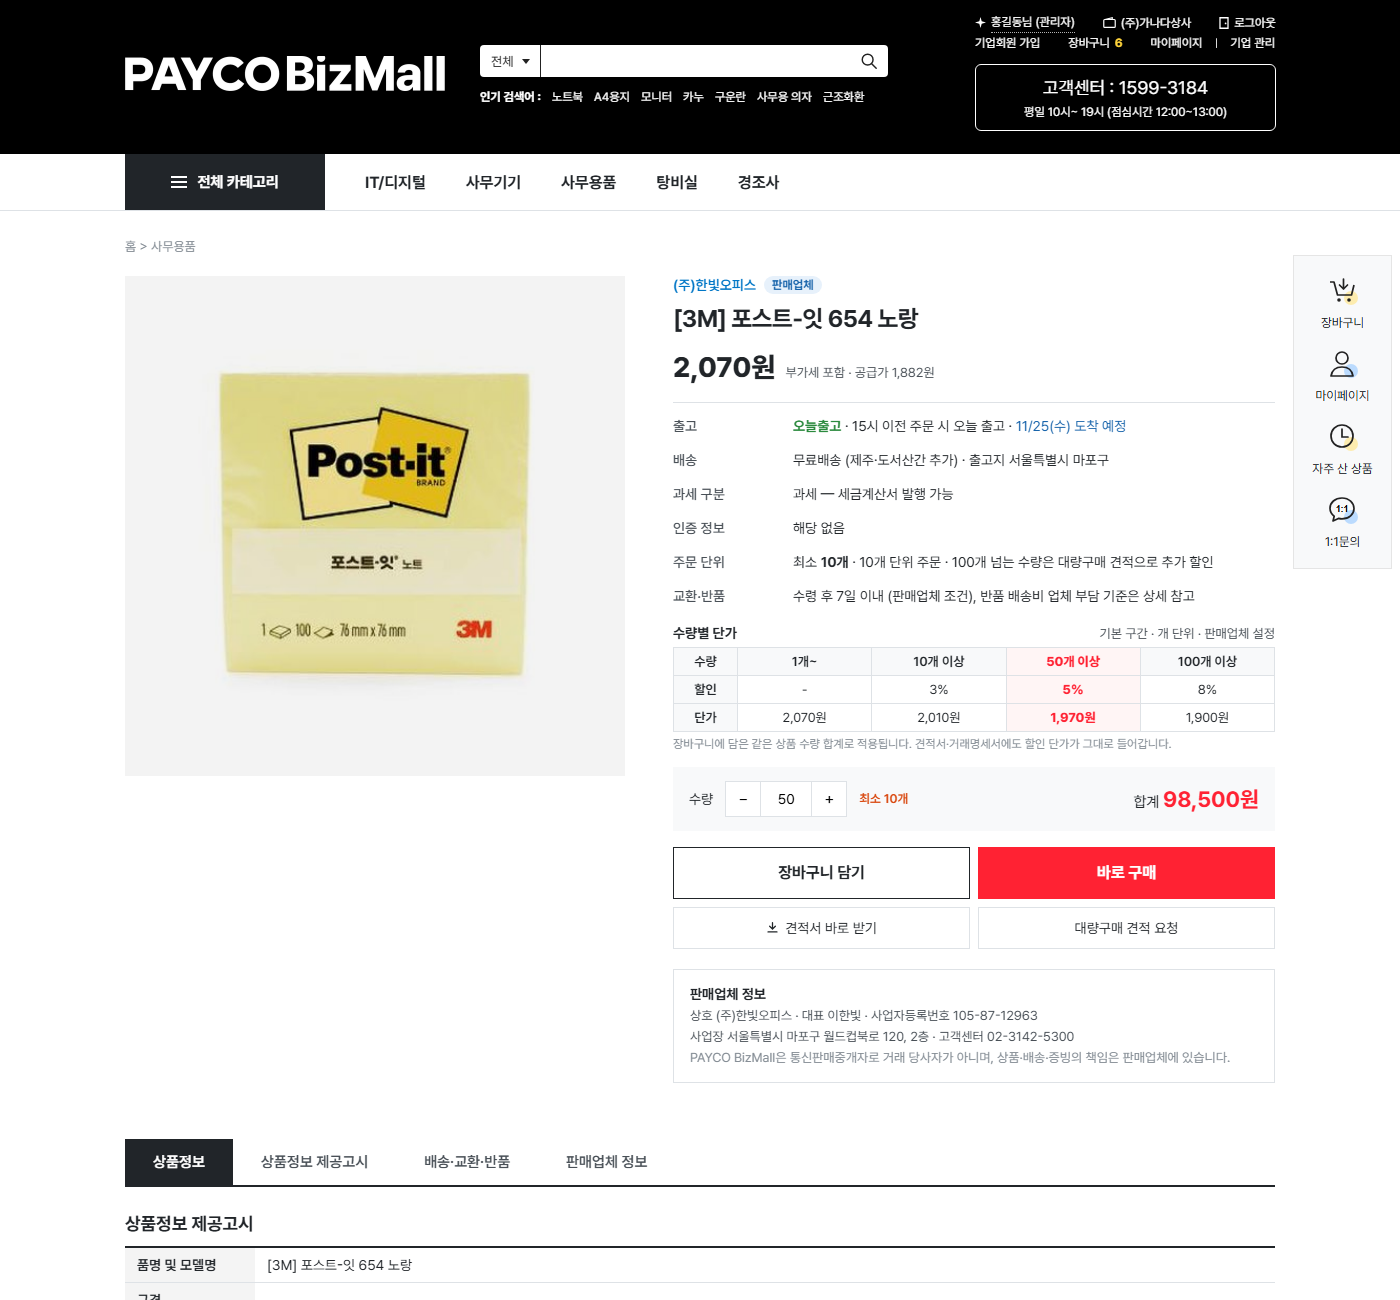 홍길동님 (관리자) (주)가나다상사 로그아웃
기업회원 가입 장바구니 6 마이페이지 | 기업 관리
PAYCO BizMall
전체
인기 검색어 : 노트북 A4용지 모니터 카누 구운란 사무용 의자 근조화환
고객센터 : 1599-3184
평일 10시~ 19시 (점심시간 12:00~13:00)
전체 카테고리 IT/디지털 사무기기 사무용품 탕비실 경조사
홈 > 사무용품
Post-it®
BRAND
포스트-잇® 노트
1 100 76 mm x 76 mm 3M
(주)한빛오피스 판매업체
[3M] 포스트-잇 654 노랑
2,070원 부가세 포함 · 공급가 1,882원
출고 오늘출고 · 15시 이전 주문 시 오늘 출고 · 11/25(수) 도착 예정
배송 무료배송 (제주·도서산간 추가) · 출고지 서울특별시 마포구
과세 구분 과세 — 세금계산서 발행 가능
인증 정보 해당 없음
주문 단위 최소 10개 · 10개 단위 주문 · 100개 넘는 수량은 대량구매 견적으로 추가 할인
교환·반품 수령 후 7일 이내 (판매업체 조건), 반품 배송비 업체 부담 기준은 상세 참고
수량별 단가 기본 구간 · 개 단위 · 판매업체 설정
수량 1개~ 10개 이상 50개 이상 100개 이상
할인 - 3% 5% 8%
단가 2,070원 2,010원 1,970원 1,900원
장바구니에 담은 같은 상품 수량 합계로 적용됩니다. 견적서·거래명세서에도 할인 단가가 그대로 들어갑니다.
수량 − 50 + 최소 10개 합계 98,500원
장바구니 담기 바로 구매
견적서 바로 받기 대량구매 견적 요청
판매업체 정보
상호 (주)한빛오피스 · 대표 이한빛 · 사업자등록번호 105-87-12963
사업장 서울특별시 마포구 월드컵북로 120, 2층 · 고객센터 02-3142-5300
PAYCO BizMall은 통신판매중개자로 거래 당사자가 아니며, 상품·배송·증빙의 책임은 판매업체에 있습니다.
장바구니
마이페이지
자주 산 상품
1:1
1:1문의
상품정보 상품정보 제공고시 배송·교환·반품 판매업체 정보
상품정보 제공고시
품명 및 모델명 [3M] 포스트-잇 654 노랑
규격